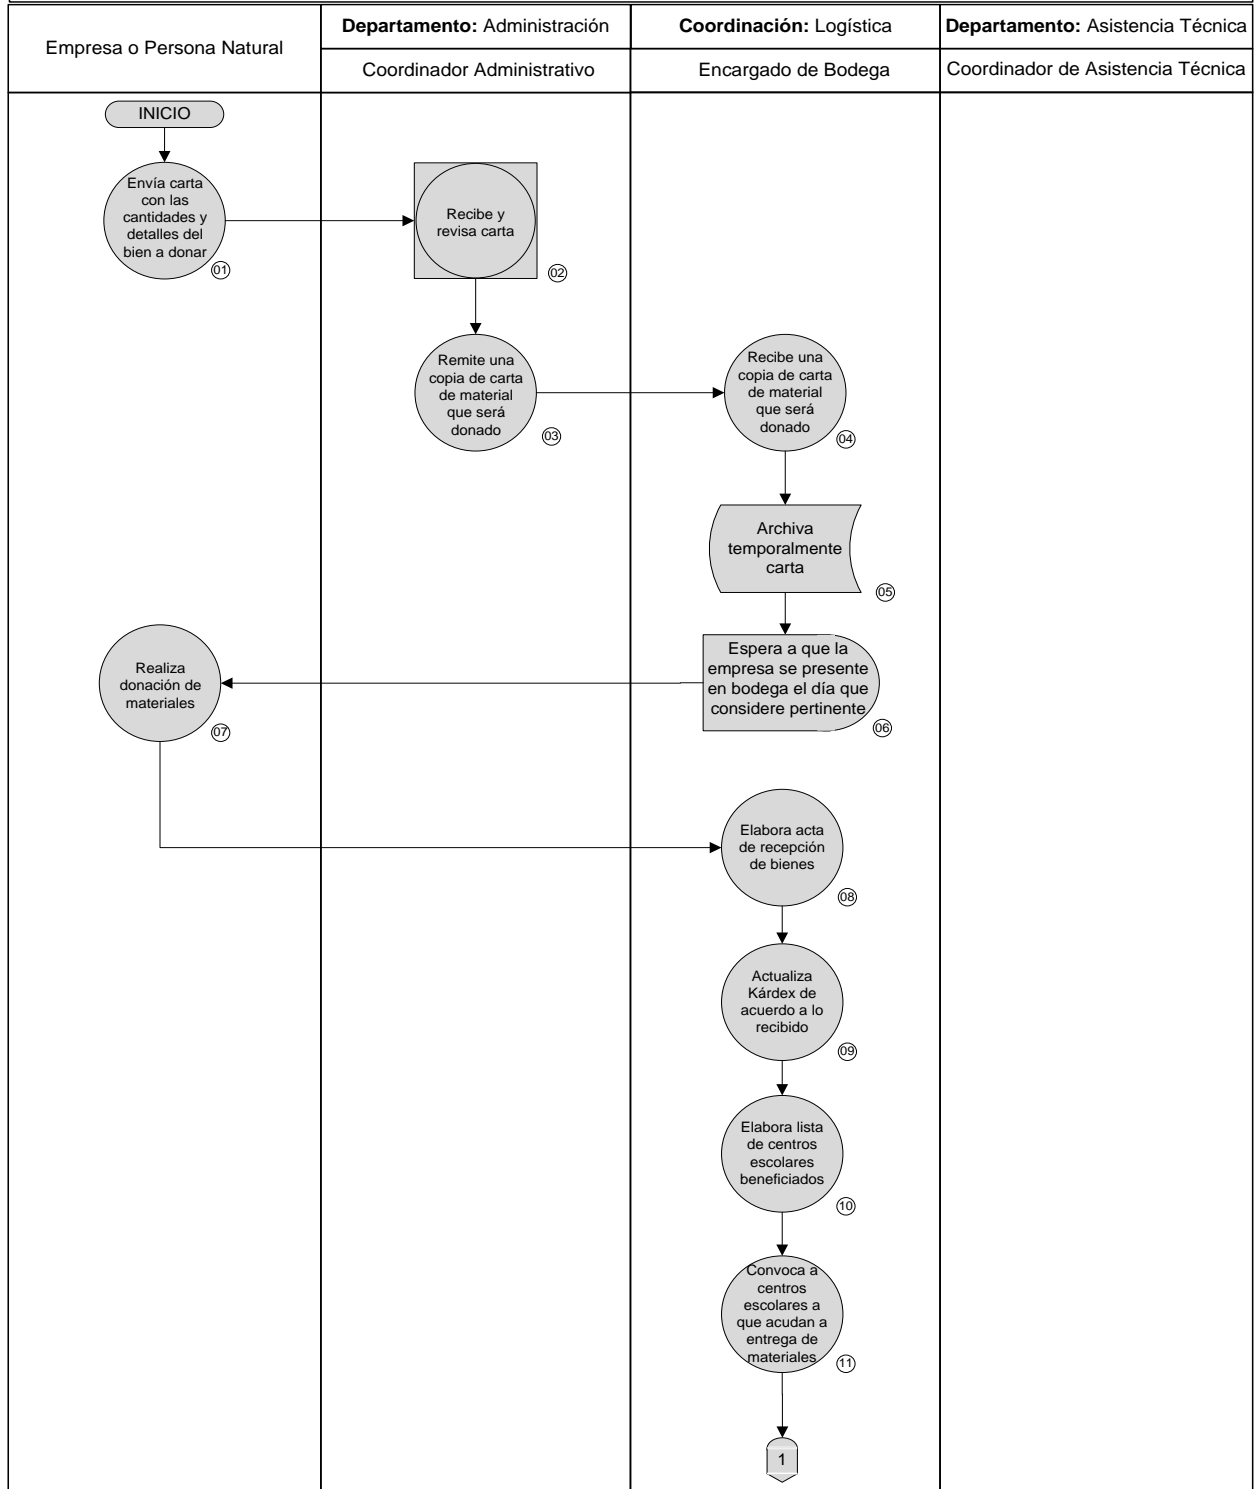 Empresa o Persona Natural
Departamento: Administración
Coordinador Administrativo
Coordinación: Logística
Encargado de Bodega
Departamento: Asistencia Técnica
Coordinador de Asistencia Técnica
INICIO
Envía carta
con las
cantidades y
detalles del
bien a donar
01
Recibe y
revisa carta
02
Remite una
copia de carta
de material
que será
donado
03
Recibe una
copia de carta
de material
que será
donado
04
Archiva
temporalmente
carta
05
Espera a que la
empresa se presente
en bodega el día que
considere pertinente
06
Realiza
donación de
materiales
07
Elabora acta
de recepción
de bienes
08
Actualiza
Kárdex de
acuerdo a lo
recibido
09
Elabora lista
de centros
escolares
beneficiados
10
Convoca a
centros
escolares a
que acudan a
entrega de
materiales
11
1